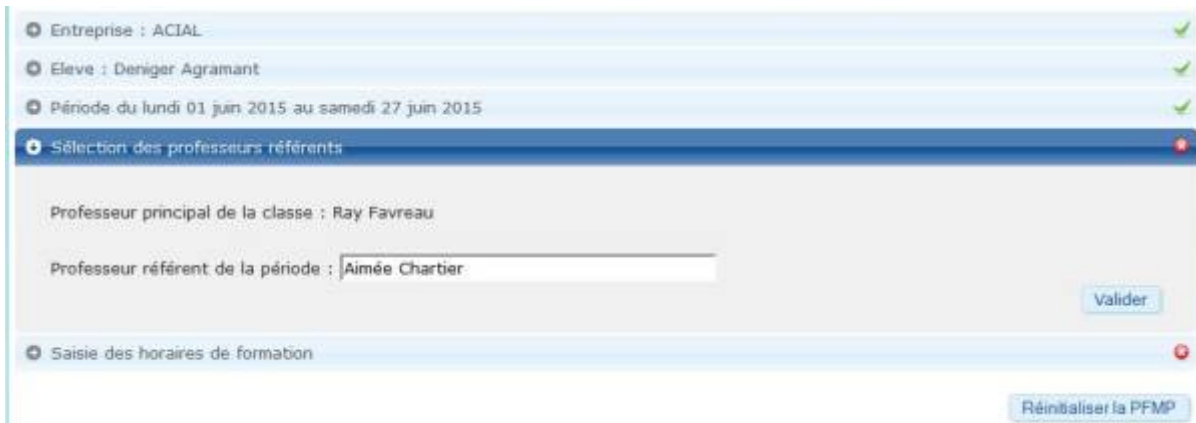 Entreprise : ACIAL
Eleve : Deniger Agramant
Période du lundi 01 juin 2015 au samedi 27 juin 2015
Sélection des professeurs référents
Professeur principal de la classe : Ray Favreau
Professeur référent de la période : Aimée Chartier
Valider
Saisie des horaires de formation
Réinitialiser la PFMP